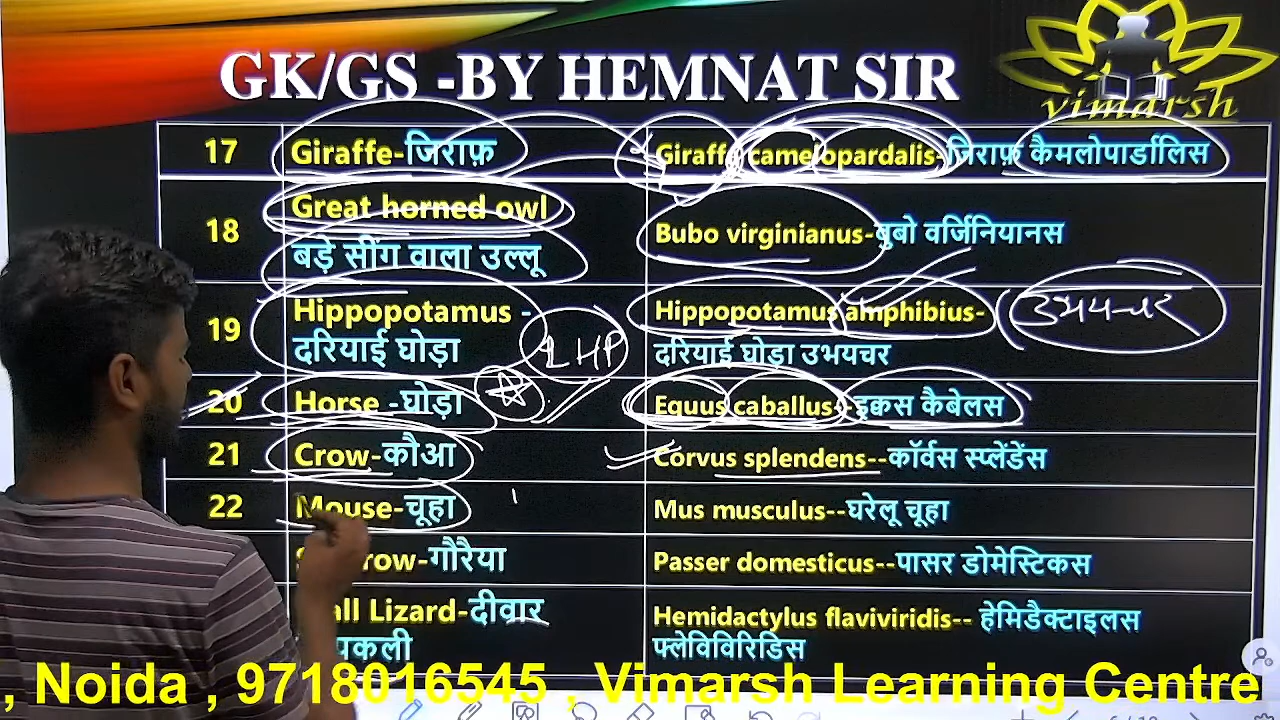 GK/GS -BY HEMNAT SIR
vimarsh
17 Giraffe-जिराफ़ Giraffa camelopardalis-जिराफ़ कैमलोपार्डालिस
18 Great horned owl
बड़े सींग वाला उल्लू
Bubo virginianus-बुबो वर्जिनियानस
19 Hippopotamus -
दरियाई घोड़ा
HP
Hippopotamus amphibius-
दरियाई घोड़ा उभयचर
उभयचर
20 Horse -घोड़ा Equus caballus--इक्कस कैबेलस
21 Crow-कौआ Corvus splendens--कॉर्वस स्प्लेंडेंस
22 Mouse-चूहा Mus musculus--घरेलू चूहा
गौरैया Passer domesticus--पासर डोमेस्टिकस
Lizard-दीवार
Hemidactylus flaviviridis-- हेमिडैक्टाइलस
फ्लेविविरिडिस
, Noida , 9718016545 , Vimarsh Learning Centre